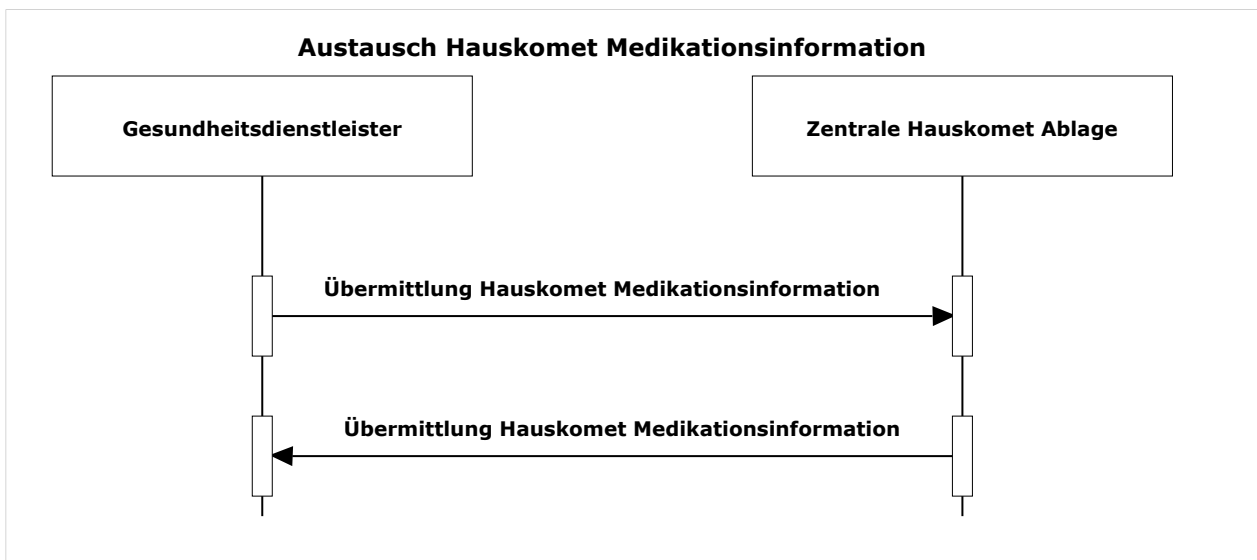 Austausch Hauskomet Medikationsinformation
Gesundheitsdienstleister
Zentrale Hauskomet Ablage
Übermittlung Hauskomet Medikationsinformation
Übermittlung Hauskomet Medikationsinformation